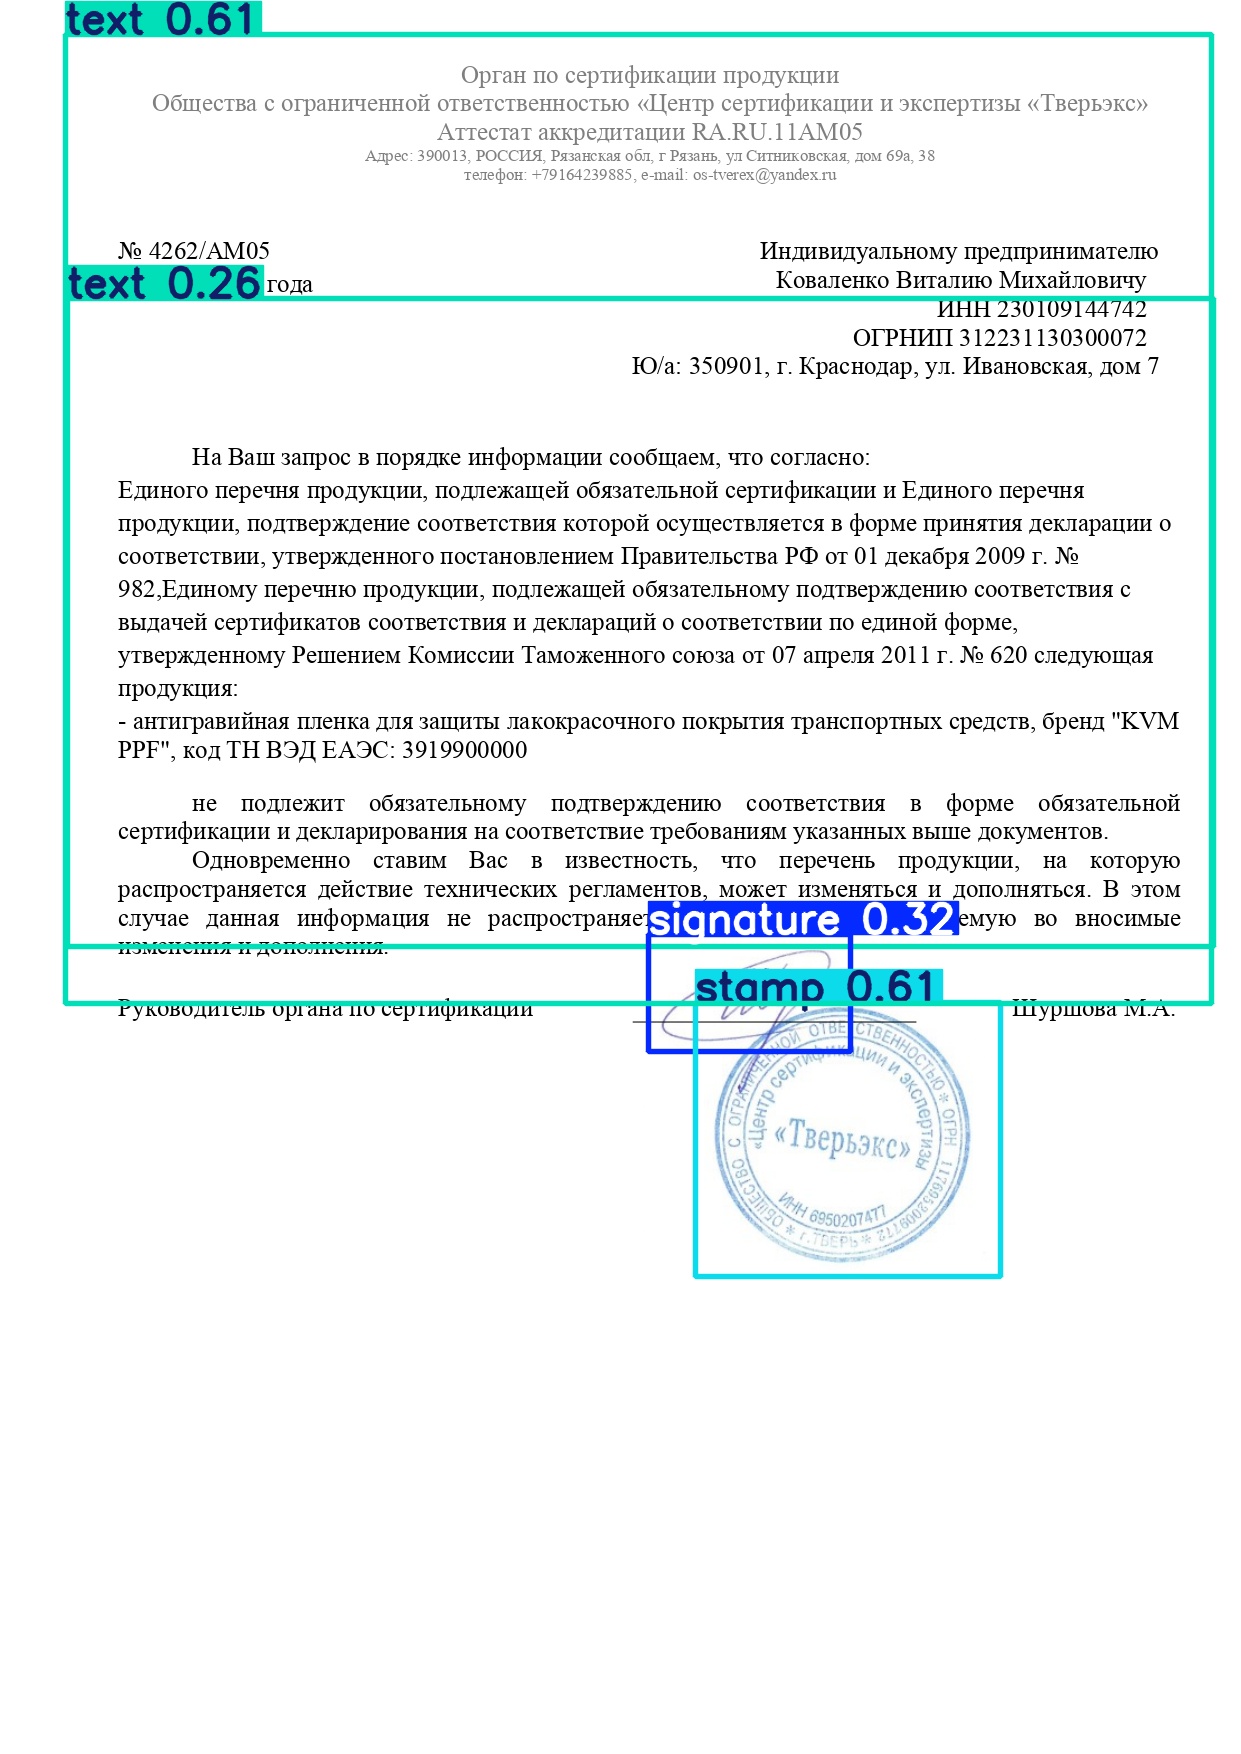 text 0.61
Орган по сертификации продукции
Общества с ограниченной ответственностью «Центр сертификации и экспертизы «Тверьэкс»
Аттестат аккредитации RA.RU.11АМ05
Адрес: 390013, РОССИЯ, Рязанская обл, г Рязань, ул Ситниковская, дом 69а, 38
телефон: +79164239885, e-mail: os-tverex@yandex.ru
№ 4262/АМ05
text 0.26 года
Индивидуальному предпринимателю
Коваленко Виталию Михайловичу
ИНН 230109144742
ОГРНИП 312231130300072
Ю/а: 350901, г. Краснодар, ул. Ивановская, дом 7
На Ваш запрос в порядке информации сообщаем, что согласно:
Единого перечня продукции, подлежащей обязательной сертификации и Единого перечня
продукции, подтверждение соответствия которой осуществляется в форме принятия декларации о
соответствии, утвержденного постановлением Правительства РФ от 01 декабря 2009 г. №
982,Единому перечню продукции, подлежащей обязательному подтверждению соответствия с
выдачей сертификатов соответствия и деклараций о соответствии по единой форме,
утвержденному Решением Комиссии Таможенного союза от 07 апреля 2011 г. № 620 следующая
продукция:
- антигравийная пленка для защиты лакокрасочного покрытия транспортных средств, бренд "KVM
PPF", код ТН ВЭД ЕАЭС: 3919900000
не подлежит обязательному подтверждению соответствия в форме обязательной
сертификации и декларирования на соответствие требованиям указанных выше документов.
Одновременно ставим Вас в известность, что перечень продукции, на которую
распространяется действие технических регламентов, может изменяться и дополняться. В этом
случае данная информация не распространяет signature 0.32 емую во вносимые
изменения и дополнения.
stamp 0.61
Руководитель органа по сертификации
Шуршова М.А.
ОБЩЕСТВО С ОГРАНИЧЕННОЙ ОТВЕТСТВЕННОСТЬЮ * ОГРН 1176952009772 * г.ТВЕРЬ *
«Центр сертификации и экспертизы
«Тверьэкс»
ИНН 6950207477